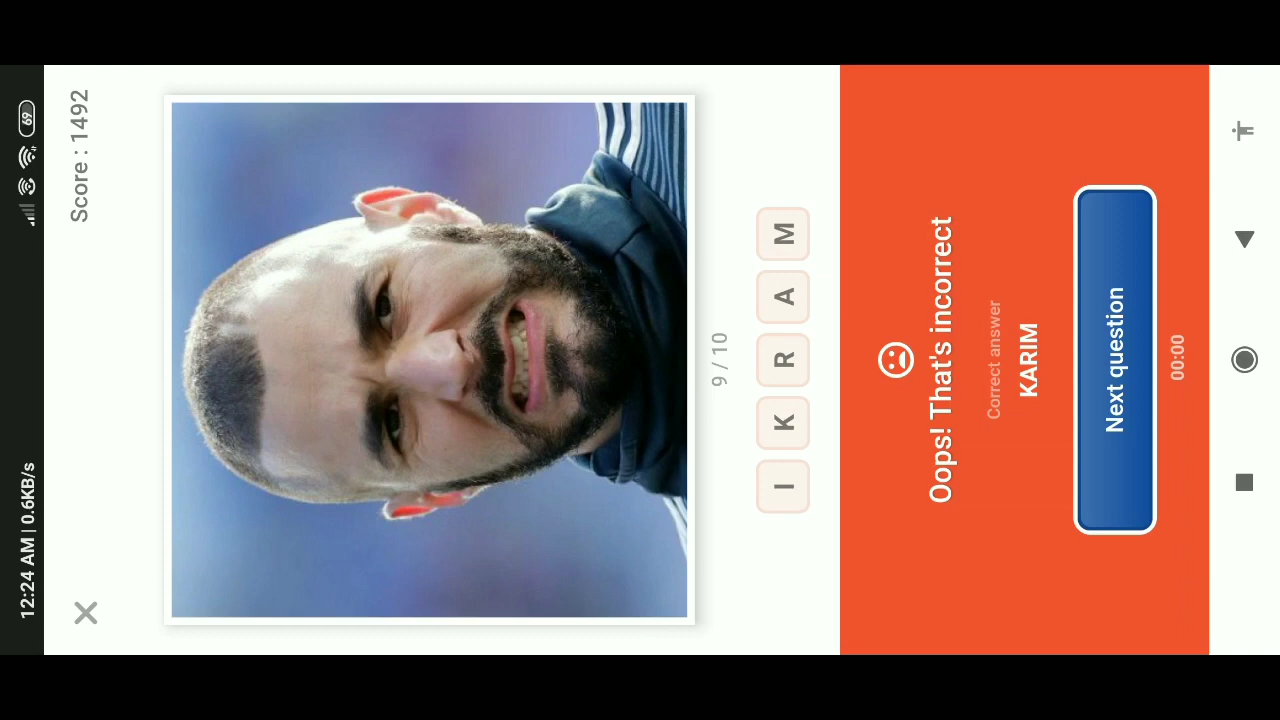 12:24 AM | 0.6KB/s
69
Score : 1492
9 / 10
I K R A M
Oops! That's incorrect
Correct answer
KARIM
Next question
00:00